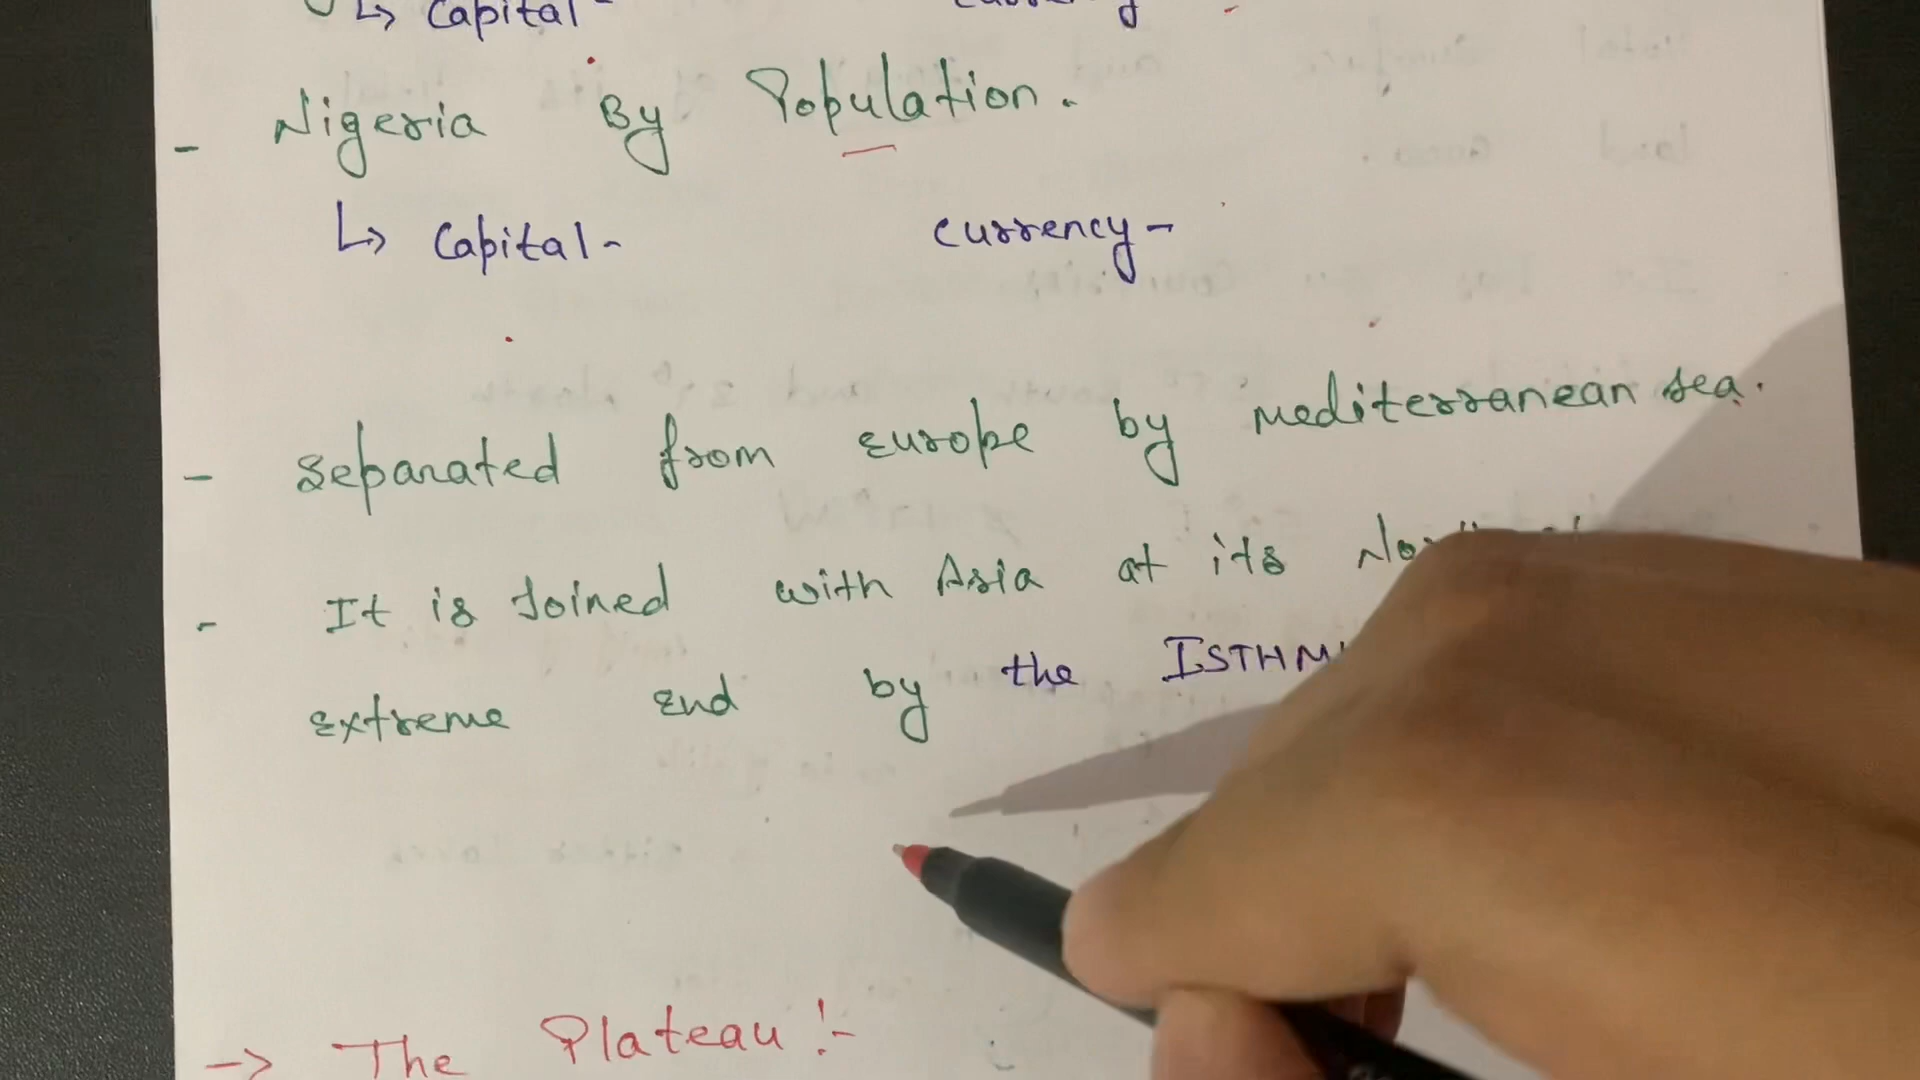 ↳ Capital -
- Nigeria By Population.
↳ Capital - currency -
- Separated from Europe by mediterranean sea.
- It is Joined with Asia at its
extreme End by the
→ The Plateau :-